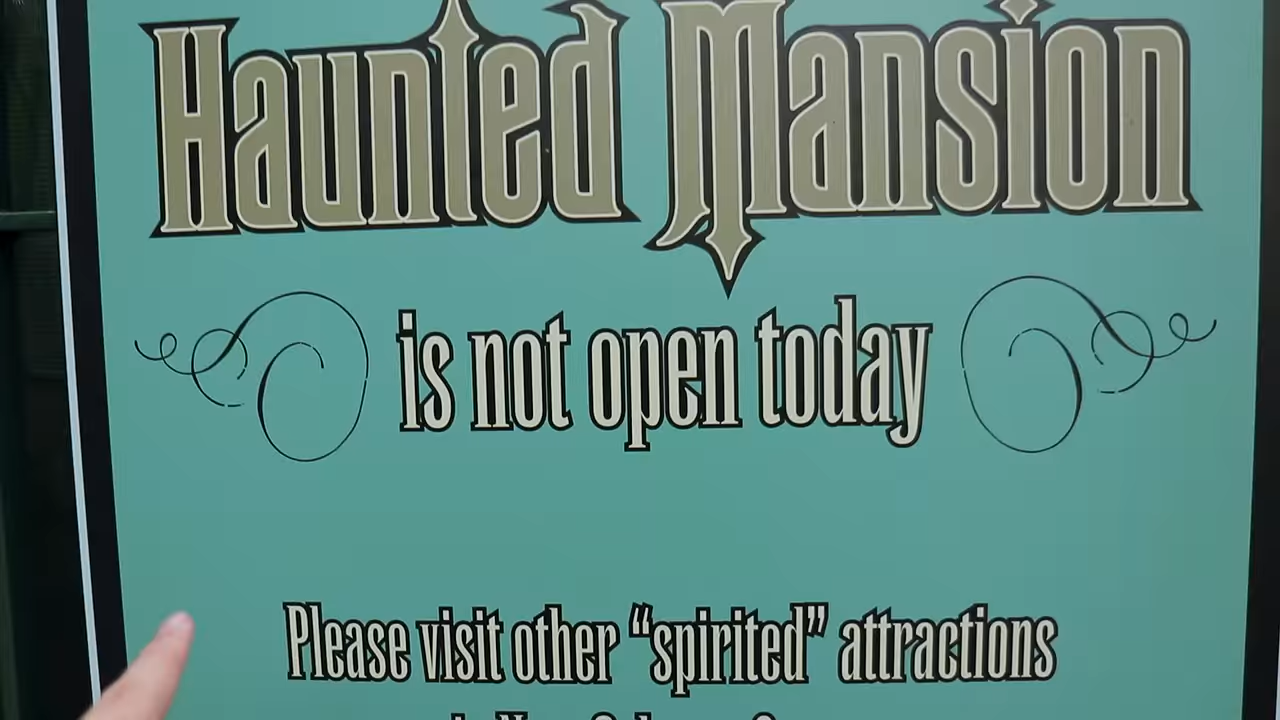 Haunted Mansion
is not open today
Please visit other “spirited” attractions